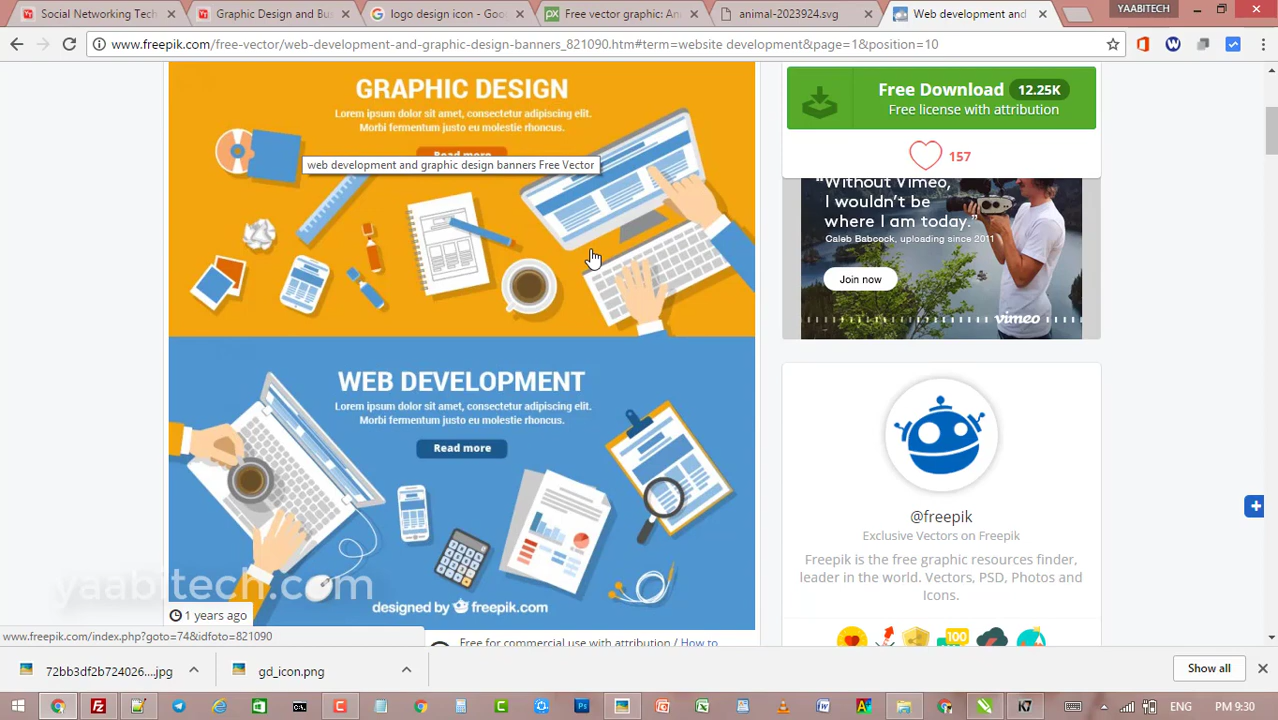 Social Networking Tech
Graphic Design and Bus
logo design icon - Goo
Free vector graphic: An
animal-2023924.svg
Web development and
YAABITECH
www.freepik.com/free-vector/web-development-and-graphic-design-banners_821090.htm#term=website development&page=1&position=10
GRAPHIC DESIGN
Lorem ipsum dolor sit amet, consectetur adipiscing elit.
Morbi fermentum justo eu molestie rhoncus.
Read more
web development and graphic design banners Free Vector
WEB DEVELOPMENT
Lorem ipsum dolor sit amet, consectetur adipiscing elit.
Morbi fermentum justo eu molestie rhoncus.
Read more
yaabitech.com
designed by freepik.com
1 years ago
Free for commercial use with attribution / How to
www.freepik.com/index.php?goto=74&idfoto=821090
Free Download 12.25K
Free license with attribution
157
“Without Vimeo,
I wouldn’t be
where I am today.”
Caleb Babcock, uploading since 2011
Join now
vimeo
@freepik
Exclusive Vectors on Freepik
Freepik is the free graphic resources finder,
leader in the world. Vectors, PSD, Photos and
Icons.
100
72bb3df2b724026....jpg
gd_icon.png
Show all
ENG
PM 9:30